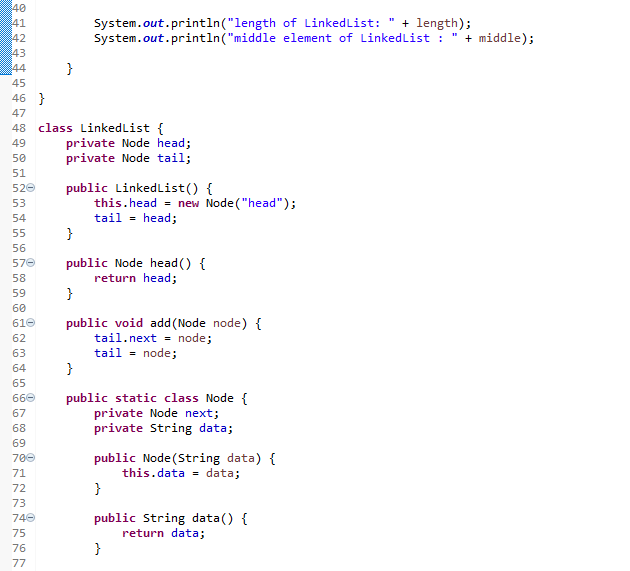 40
41 System.out.println("length of LinkedList: " + length);
42 System.out.println("middle element of LinkedList : " + middle);
43
44 }
45
46 }
47
48 class LinkedList {
49 private Node head;
50 private Node tail;
51
52 public LinkedList() {
53 this.head = new Node("head");
54 tail = head;
55 }
56
57 public Node head() {
58 return head;
59 }
60
61 public void add(Node node) {
62 tail.next = node;
63 tail = node;
64 }
65
66 public static class Node {
67 private Node next;
68 private String data;
69
70 public Node(String data) {
71 this.data = data;
72 }
73
74 public String data() {
75 return data;
76 }
77